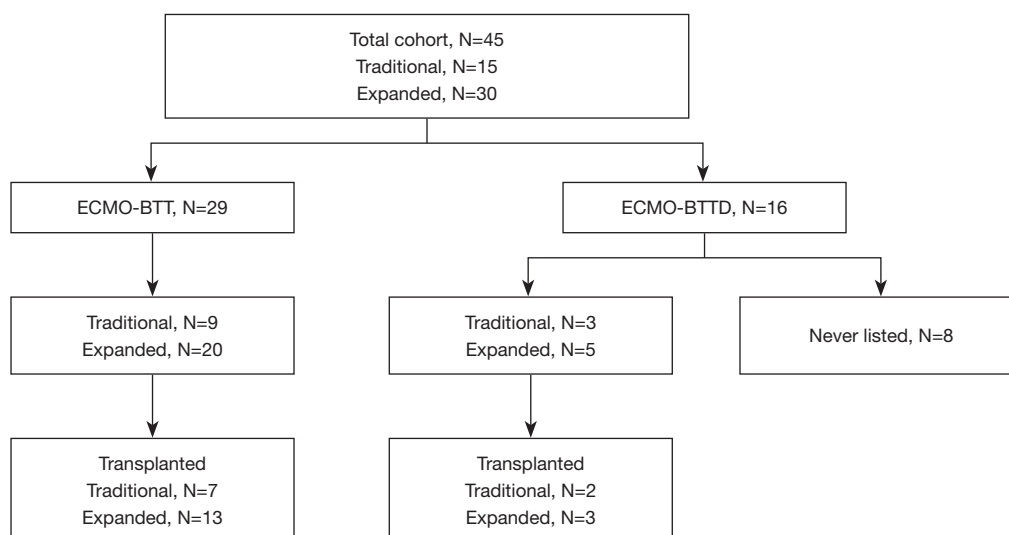 Total cohort, N=45
Traditional, N=15
Expanded, N=30
ECMO-BTT, N=29
ECMO-BTTD, N=16
Traditional, N=9
Expanded, N=20
Traditional, N=3
Expanded, N=5
Never listed, N=8
Transplanted
Traditional, N=7
Expanded, N=13
Transplanted
Traditional, N=2
Expanded, N=3